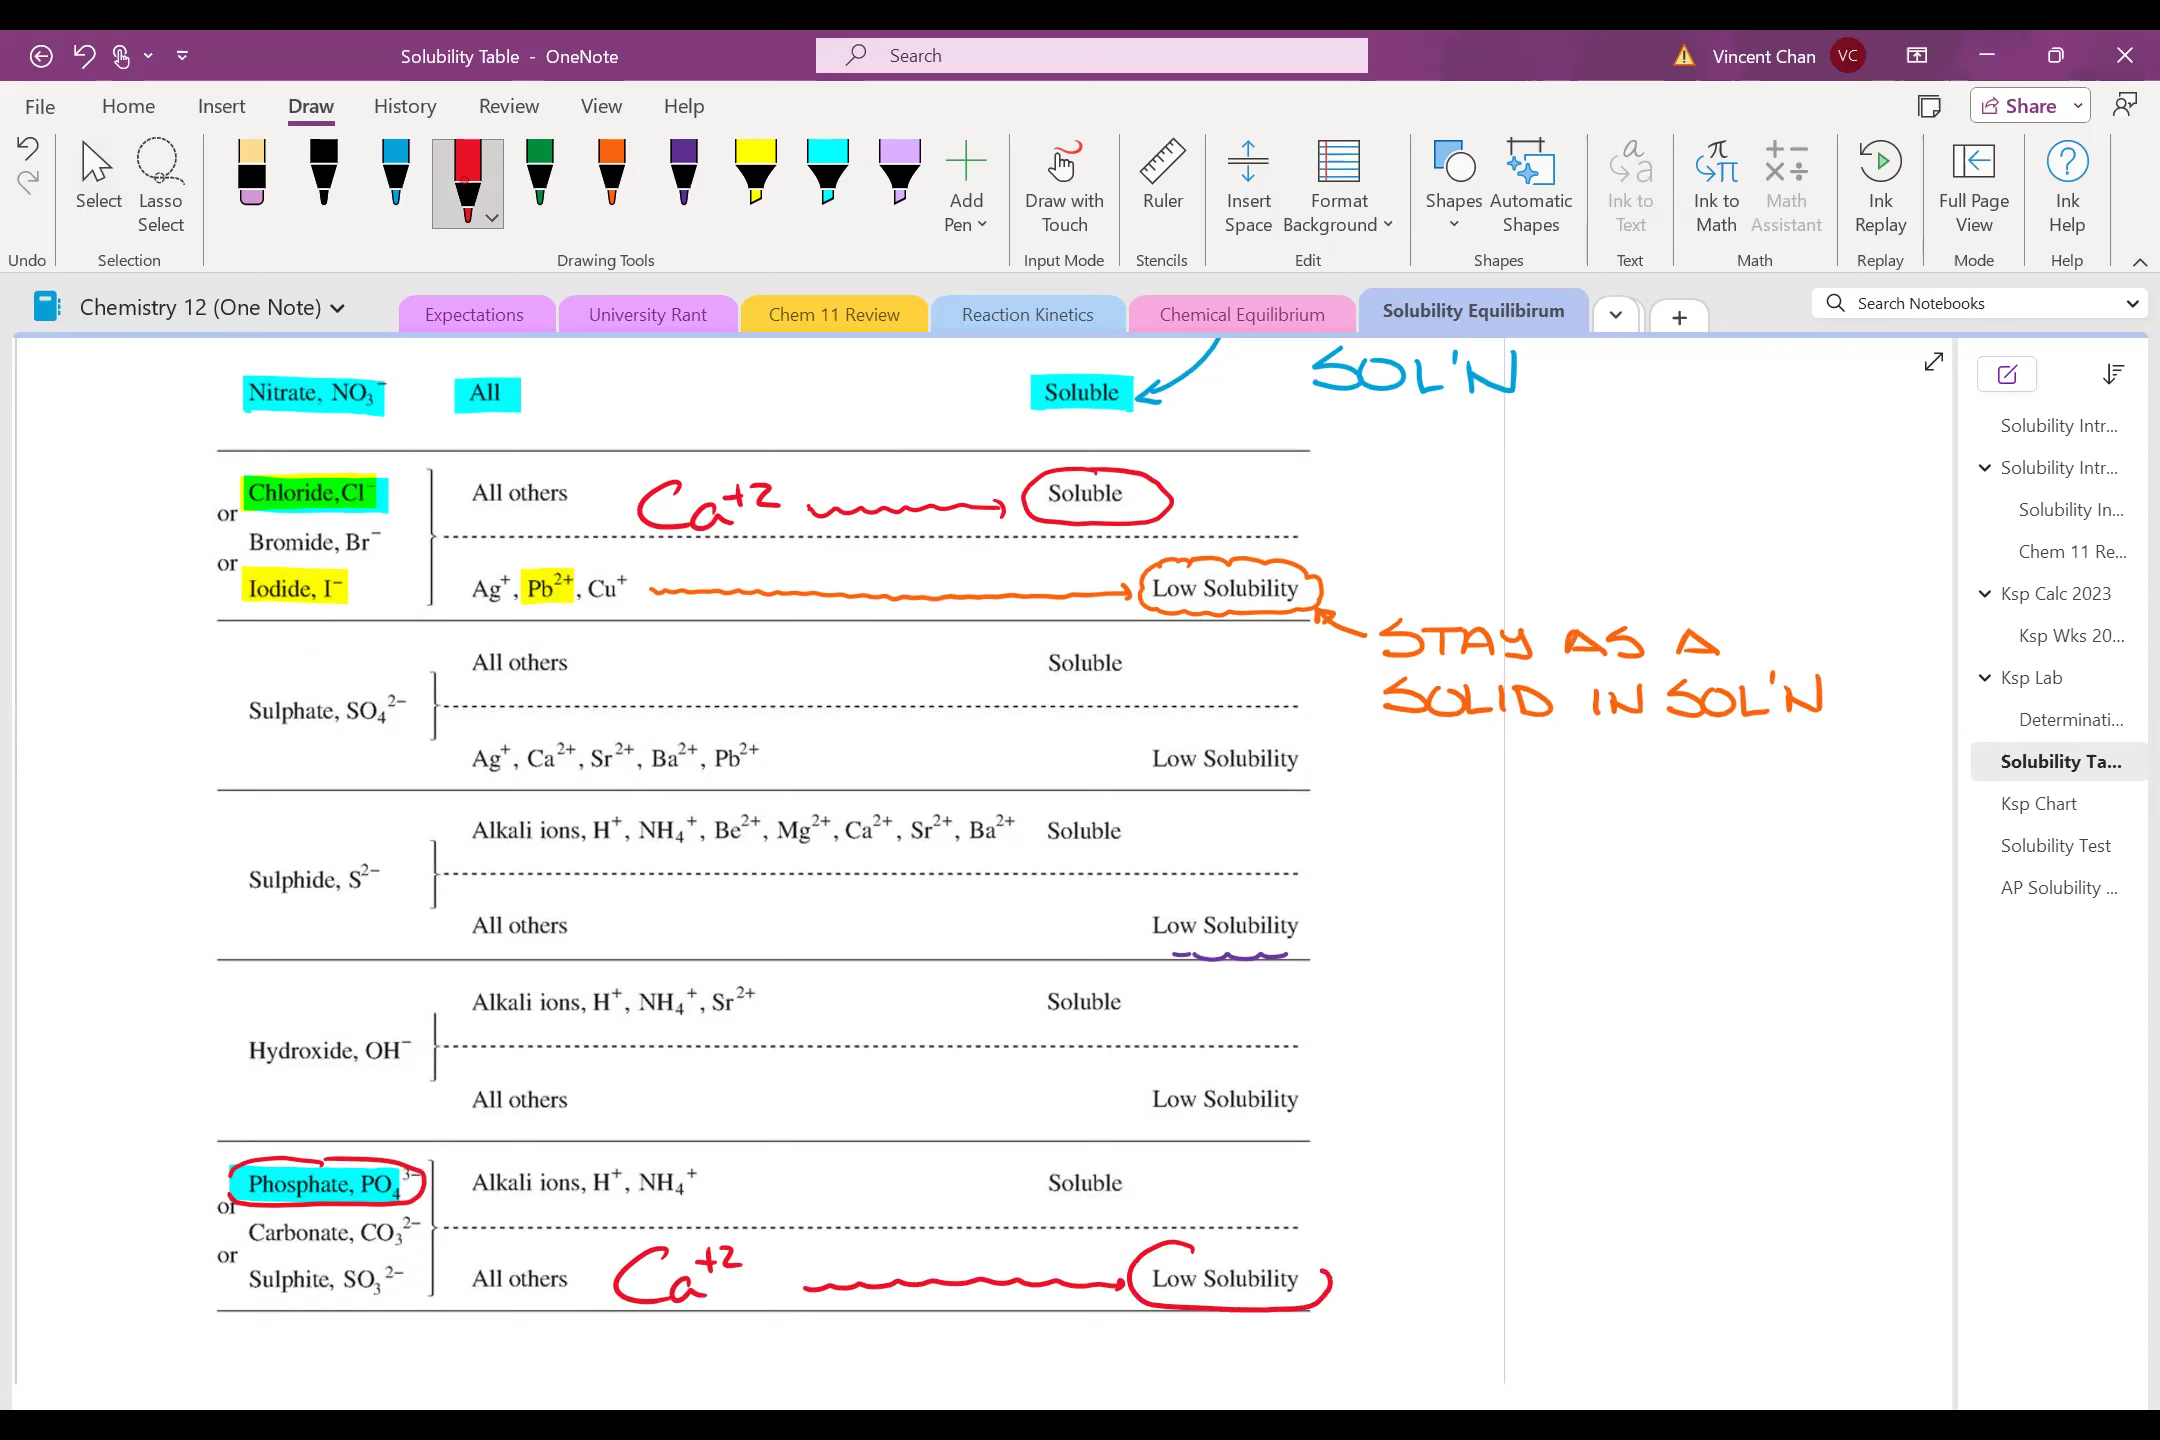 Solubility Table - OneNote
Search
Vincent Chan
VC
File
Home
Insert
Draw
History
Review
View
Help
Share
Select
Lasso
Select
Add
Pen
Draw with
Touch
Ruler
Insert
Space
Format
Background
Shapes
Automatic
Shapes
Ink to
Text
Ink to
Math
Math
Assistant
Ink
Replay
Full Page
View
Ink
Help
Undo
Selection
Drawing Tools
Input Mode
Stencils
Edit
Shapes
Text
Math
Replay
Mode
Help
Chemistry 12 (One Note)
Expectations
University Rant
Chem 11 Review
Reaction Kinetics
Chemical Equilibrium
Solubility Equilibirum
Search Notebooks
SOL'N
Nitrate, NO₃⁻ All Soluble
Chloride, Cl⁻ All others Ca⁺² Soluble
or
Bromide, Br⁻
or
Iodide, I⁻ Ag⁺, Pb²⁺, Cu⁺ Low Solubility
STAY AS A
SOLID IN SOL'N
All others Soluble
Sulphate, SO₄²⁻
Ag⁺, Ca²⁺, Sr²⁺, Ba²⁺, Pb²⁺ Low Solubility
Alkali ions, H⁺, NH₄⁺, Be²⁺, Mg²⁺, Ca²⁺, Sr²⁺, Ba²⁺ Soluble
Sulphide, S²⁻
All others Low Solubility
Alkali ions, H⁺, NH₄⁺, Sr²⁺ Soluble
Hydroxide, OH⁻
All others Low Solubility
Phosphate, PO₄³⁻ Alkali ions, H⁺, NH₄⁺ Soluble
or
Carbonate, CO₃²⁻
or
Sulphite, SO₃²⁻ All others Ca⁺² Low Solubility
Solubility Intr...
Solubility Intr...
Solubility In...
Chem 11 Re...
Ksp Calc 2023
Ksp Wks 20...
Ksp Lab
Determinati...
Solubility Ta...
Ksp Chart
Solubility Test
AP Solubility ...